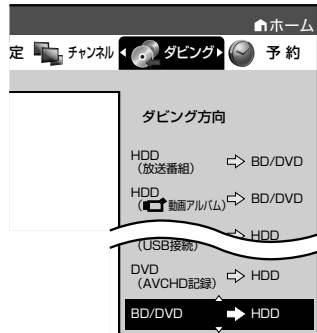 ホーム
定 チャンネル ダビング 予約
ダビング方向
HDD
（放送番組） ⇨ BD/DVD
HDD
（動画アルバム） ⇨ BD/DVD
⇨ HDD
（USB接続）
DVD
（AVCHD記録） ⇨ HDD
BD/DVD ➡ HDD